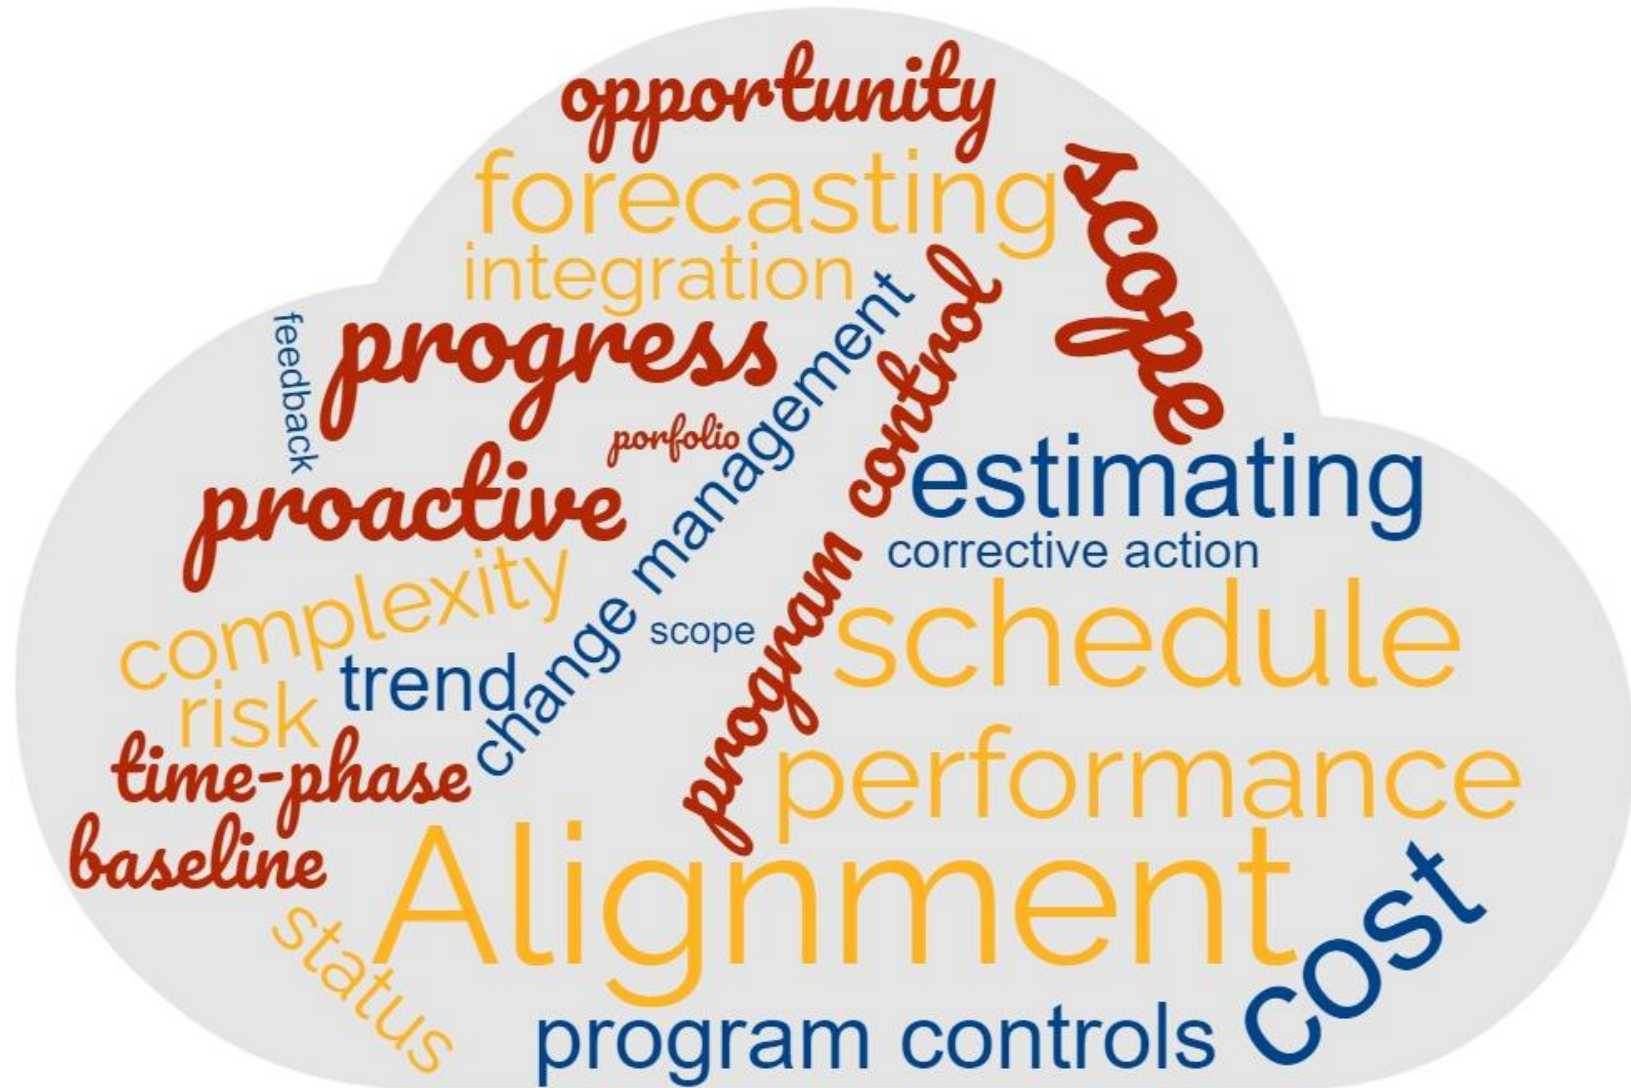 opportunity
forecasting
scope
integration
feedback
progress
change management
program control
porfolio
proactive
estimating
corrective action
complexity
scope
schedule
trend
risk
time-phase
performance
baseline
Alignment
cost
status
program controls